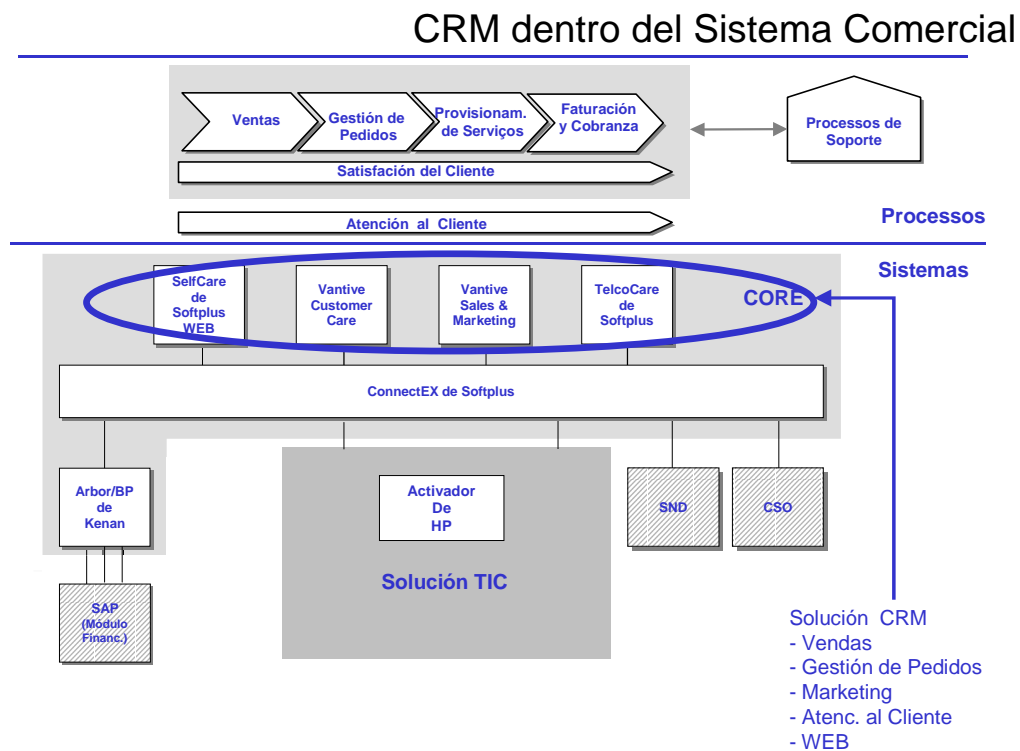 CRM dentro del Sistema Comercial
Ventas
Gestión de
Pedidos
Provisionam.
de Serviços
Faturación
y Cobranza
Processos de
Soporte
Satisfación del Cliente
Atención al Cliente
Processos
Sistemas
SelfCare
de
Softplus
WEB
Vantive
Customer
Care
Vantive
Sales &
Marketing
TelcoCare
de
Softplus
CORE
ConnectEX de Softplus
Arbor/BP
de
Kenan
Activador
De
HP
SND
CSO
Solución TIC
SAP
(Módulo
Financ.)
Solución CRM
- Vendas
- Gestión de Pedidos
- Marketing
- Atenc. al Cliente
- WEB